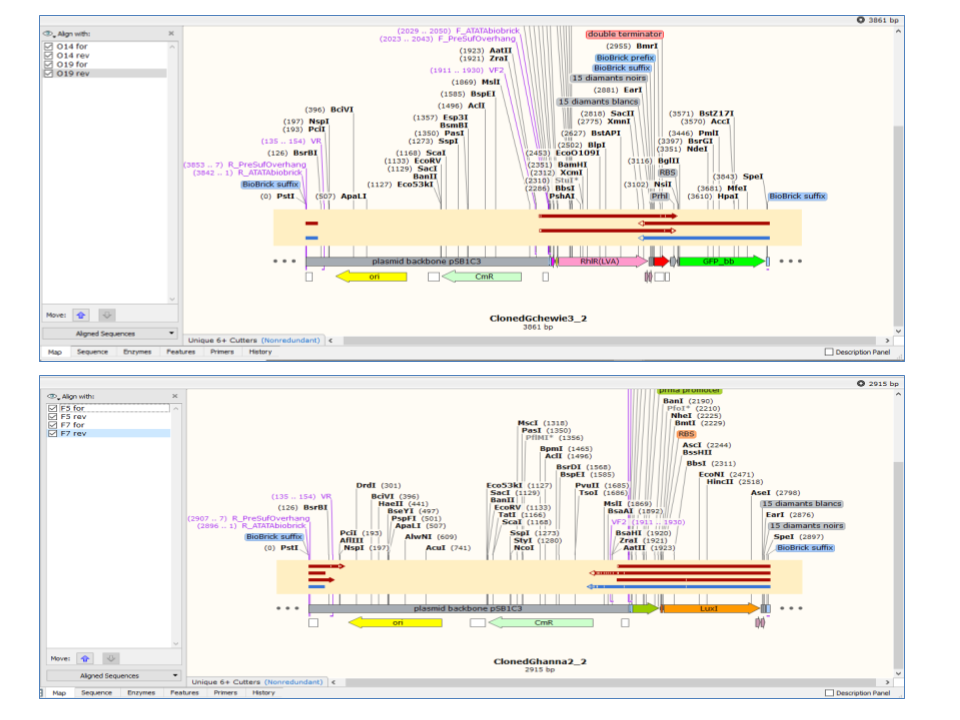 3861 bp
Align with:
O14 for
O14 rev
O19 for
O19 rev
(2029 .. 2050) F_ATATAbiobrick
(2023 .. 2043) F_PreSufOverhang
(1923) AatII
(1921) ZraI
(1911 .. 1930) VF2
(1869) MslI
(1585) BspEI
(1496) AclI
(1357) Esp3I
BsmBI
(1350) PasI
(1273) SspI
(1168) ScaI
(1133) EcoRV
(1129) SacI
BanII
(1127) Eco53kI
(396) BciVI
(197) NspI
(193) PciI
(135 .. 154) VR
(126) BsrBI
(3853 .. 7) R_PreSufOverhang
(3842 .. 1) R_ATATAbiobrick
BioBrick suffix
(0) PstI
(507) ApaLI
double terminator
(2955) BmrI
BioBrick prefix
BioBrick suffix
15 diamants noirs
(2881) EarI
15 diamants blancs
(2818) SacII
(2775) XmnI
(2627) BstAPI
(2502) BlpI
(2453) EcoO109I
(2351) BamHI
(2312) XcmI
(2310) StuI*
(2286) BbsI
PshAI
(3571) BstZ17I
(3570) AccI
(3446) PmlI
(3397) BsrGI
(3351) NdeI
(3116) BglII
RBS
(3102) NsiI
Prhl
(3843) SpeI
(3681) MfeI
(3610) HpaI
BioBrick suffix
plasmid backbone pSB1C3
RhlR(LVA)
GFP_bb
ori
CmR
ClonedGchewie3_2
3861 bp
Move:
Aligned Sequences
Unique 6+ Cutters (Nonredundant)
Map
Sequence
Enzymes
Features
Primers
History
Description Panel
2915 bp
Align with:
F5 for
F5 rev
F7 for
F7 rev
prhla promoter
BanI (2190)
PfoI* (2210)
NheI (2225)
BmtI (2229)
RBS
AscI (2244)
BssHII
BbsI (2311)
EcoNI (2471)
HincII (2518)
AseI (2798)
15 diamants blancs
EarI (2876)
15 diamants noirs
SpeI (2897)
BioBrick suffix
MscI (1318)
PasI (1350)
PflMI* (1356)
BpmI (1465)
AclI (1496)
BsrDI (1568)
BspEI (1585)
Eco53kI (1127)
SacI (1129)
BanII
EcoRV (1133)
TatI (1166)
ScaI (1168)
SspI (1273)
StyI (1280)
NcoI
PvuII (1685)
TsoI (1686)
MslI (1869)
BsaAI (1892)
VF2 (1911 .. 1930)
BsaHI (1920)
ZraI (1921)
AatII (1923)
DrdI (301)
BciVI (396)
HaeII (441)
BseYI (497)
PspFI (501)
ApaLI (507)
AlwNI (609)
AcuI (741)
(135 .. 154) VR
(126) BsrBI
(2907 .. 7) R_PreSufOverhang
(2896 .. 1) R_ATATAbiobrick
BioBrick suffix
(0) PstI
PciI (193)
AflIII
NspI (197)
plasmid backbone pSB1C3
LuxI
ori
CmR
ClonedGhanna2_2
2915 bp
Move:
Aligned Sequences
Unique 6+ Cutters (Nonredundant)
Map
Sequence
Enzymes
Features
Primers
History
Description Panel